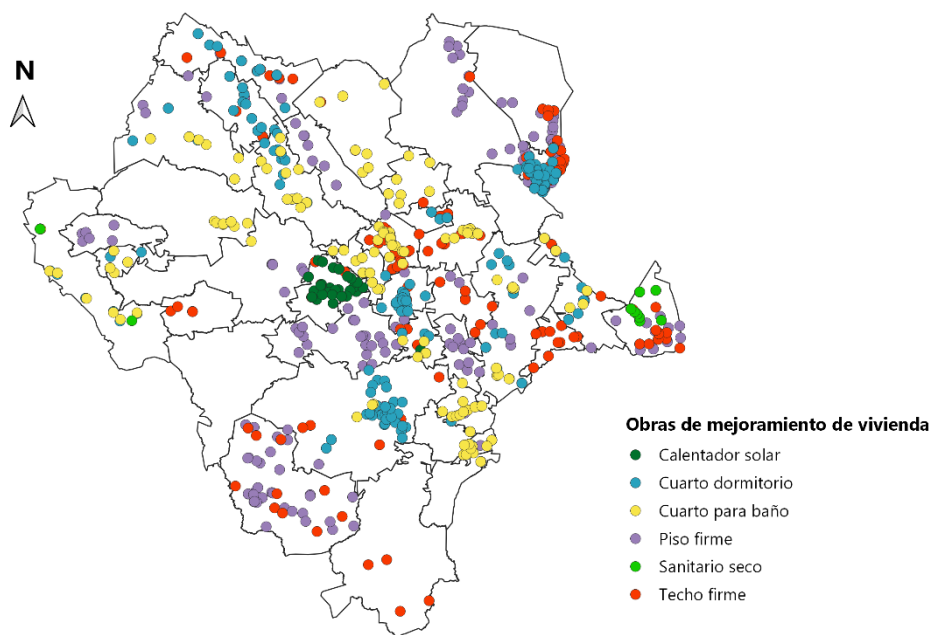 N
Obras de mejoramiento de vivienda
Calentador solar
Cuarto dormitorio
Cuarto para baño
Piso firme
Sanitario seco
Techo firme